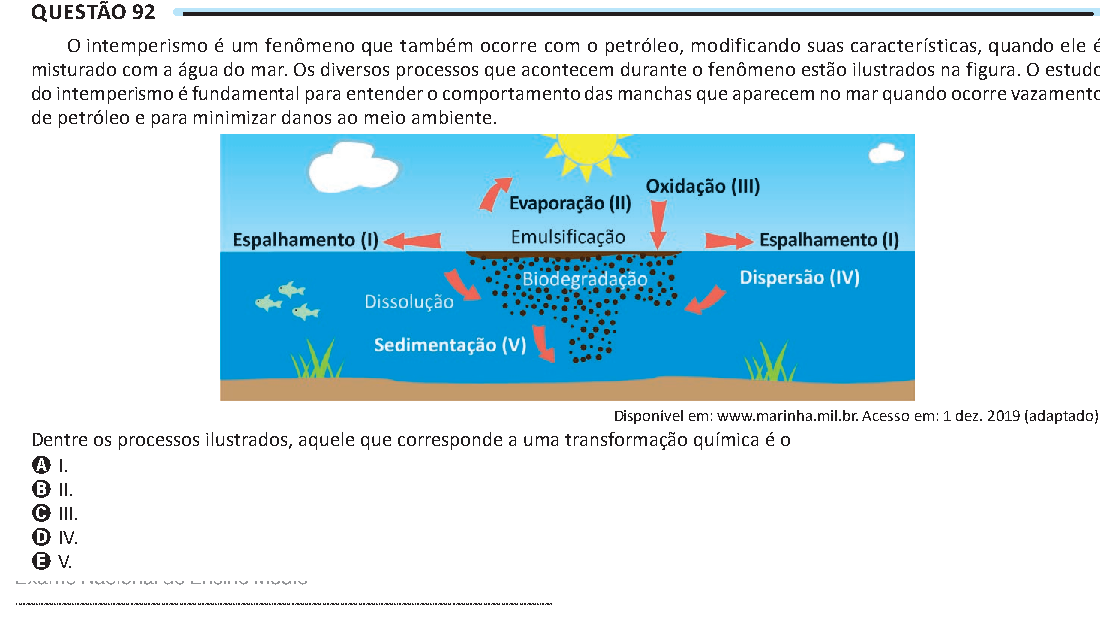 QUESTÃO 92
O intemperismo é um fenômeno que também ocorre com o petróleo, modificando suas características, quando ele é
misturado com a água do mar. Os diversos processos que acontecem durante o fenômeno estão ilustrados na figura. O estudo
do intemperismo é fundamental para entender o comportamento das manchas que aparecem no mar quando ocorre vazamento
de petróleo e para minimizar danos ao meio ambiente.
Oxidação (III)
Evaporação (II)
Espalhamento (I)
Emulsificação
Espalhamento (I)
Biodegradação
Dispersão (IV)
Dissolução
Sedimentação (V)
Disponível em: www.marinha.mil.br. Acesso em: 1 dez. 2019 (adaptado)
Dentre os processos ilustrados, aquele que corresponde a uma transformação química é o
A I.
B II.
C III.
D IV.
E V.